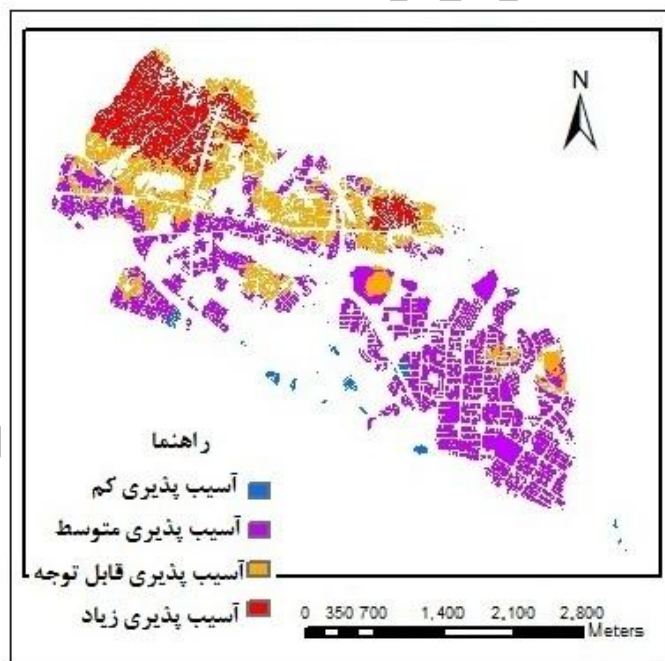 N
راهنما
آسیب پذیری کم
آسیب پذیری متوسط
آسیب پذیری قابل توجه
آسیب پذیری زیاد
0 350 700 1,400 2,100 2,800
Meters